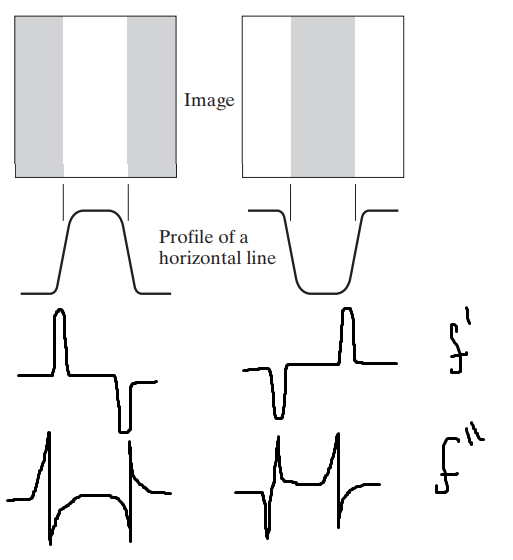 Image
Profile of a
horizontal line
f'
f''